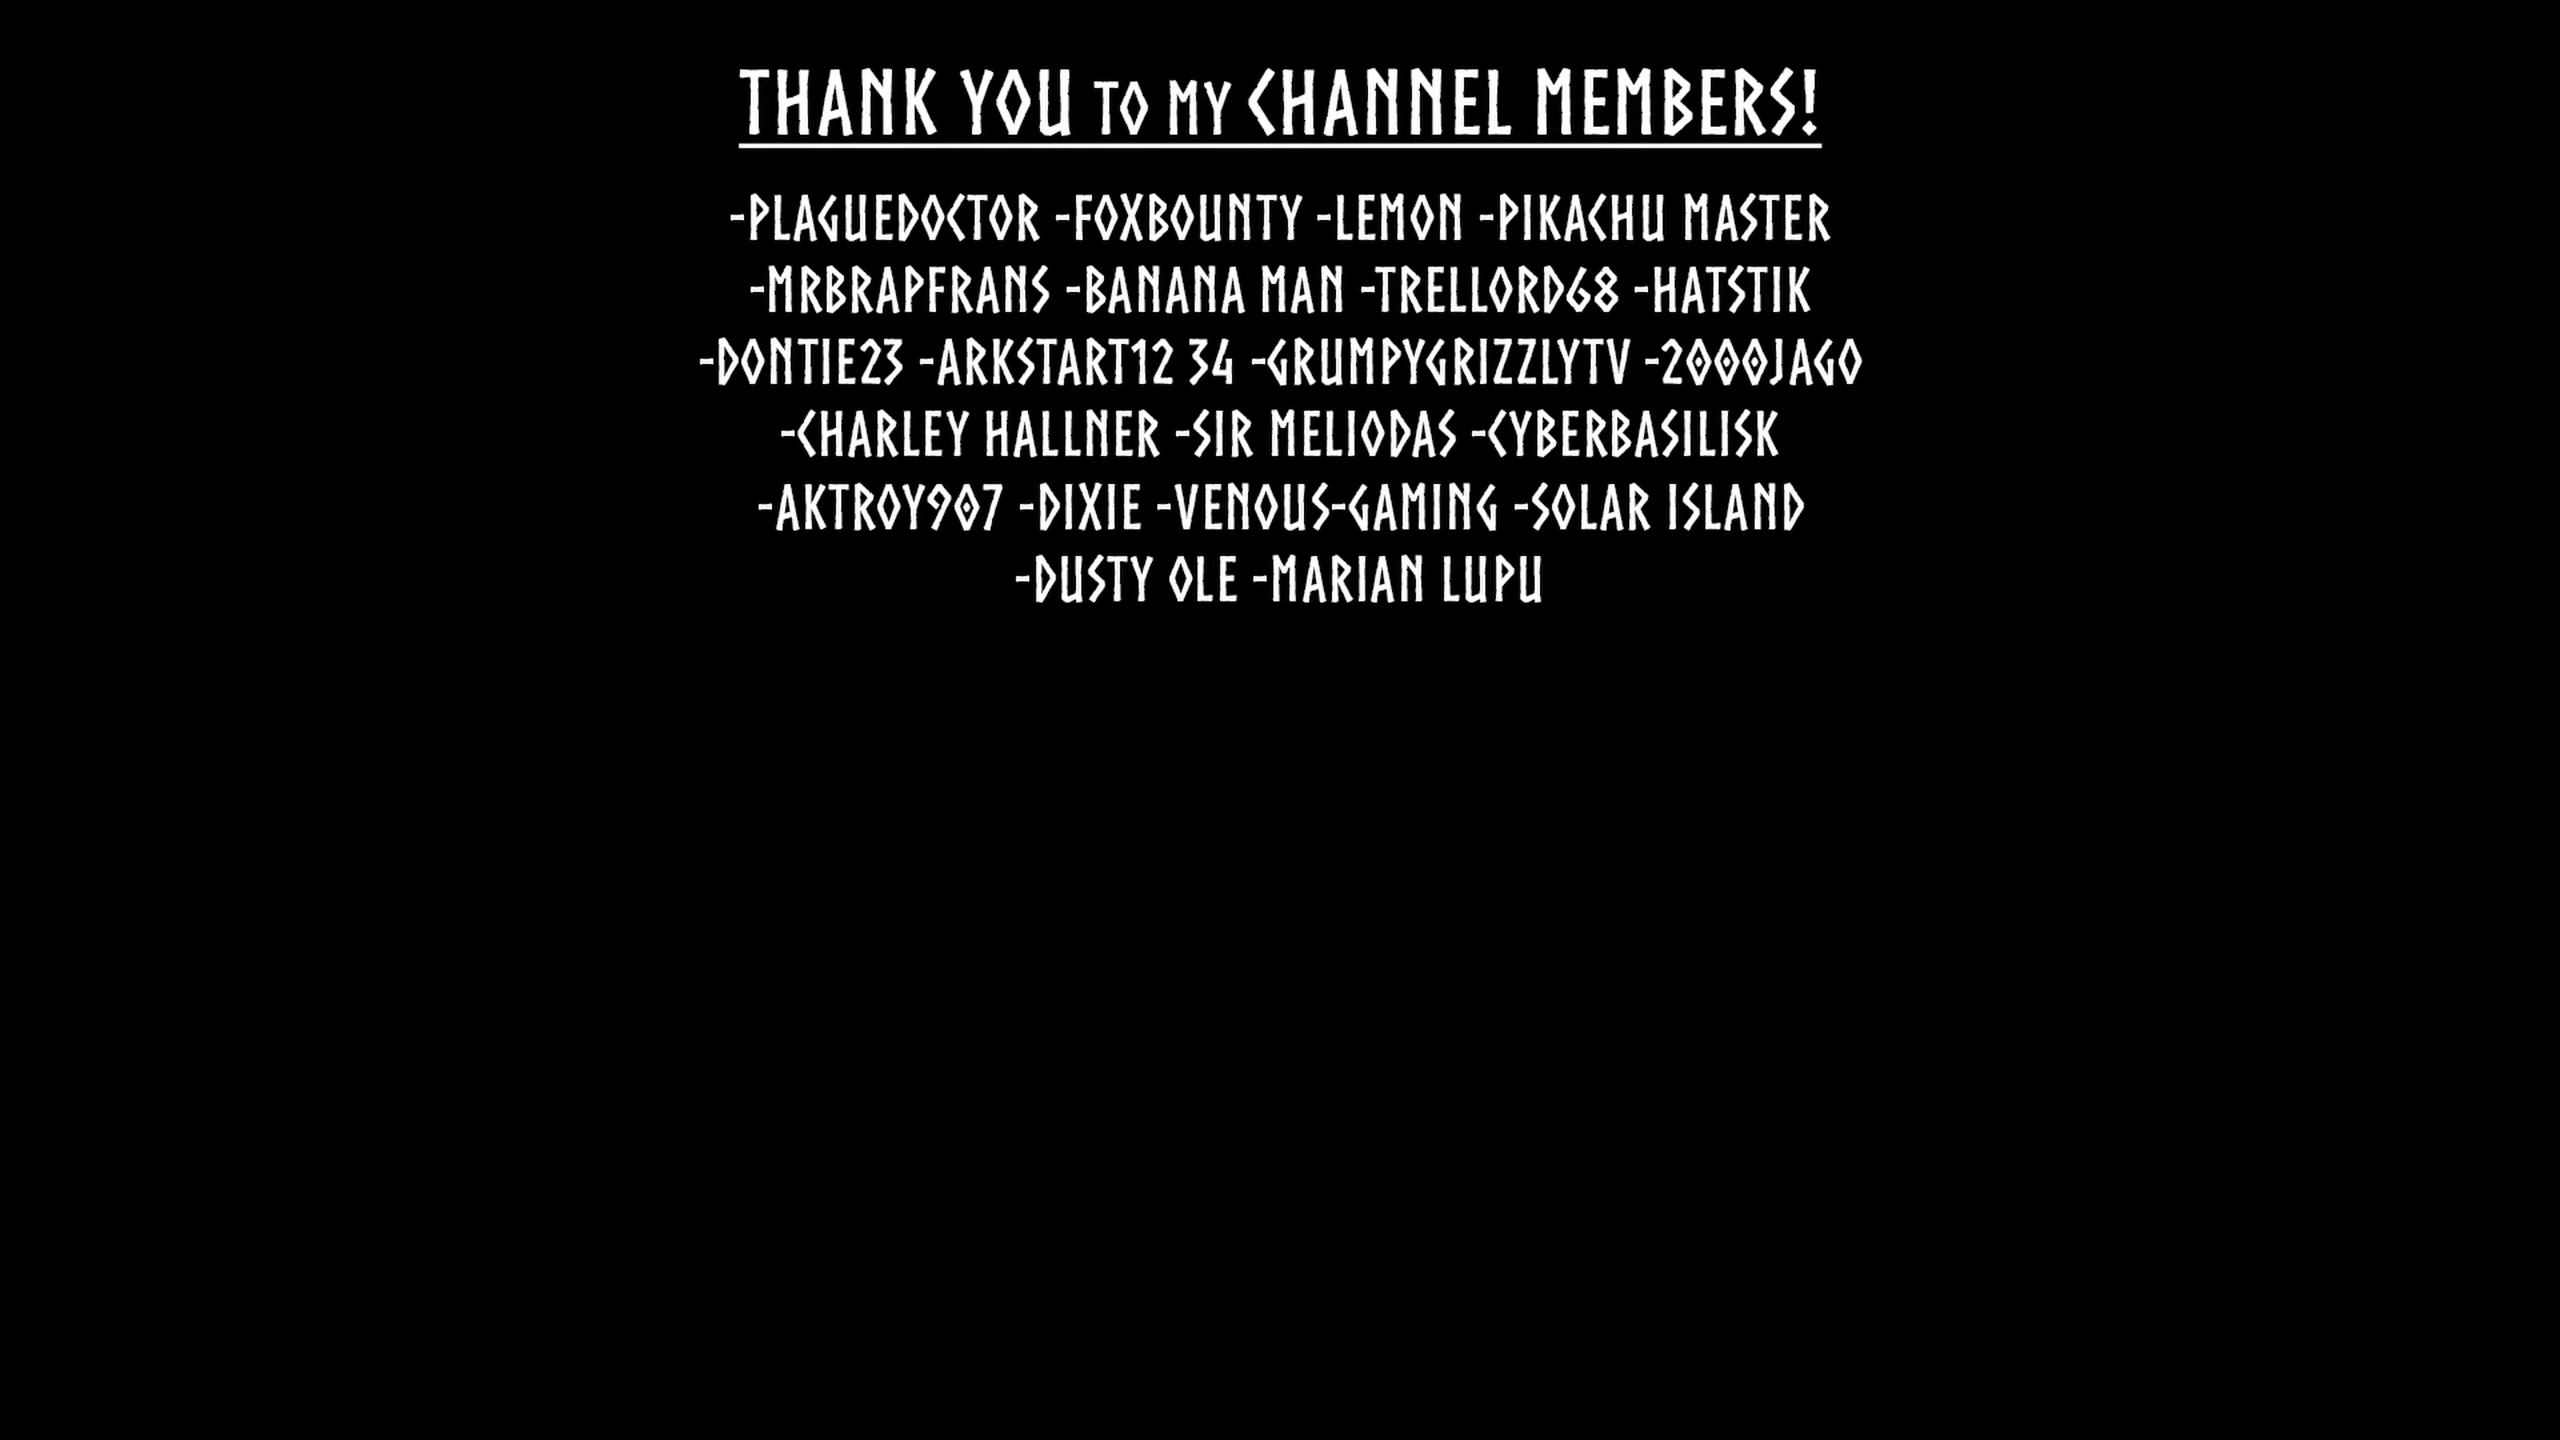 THANK YOU TO MY CHANNEL MEMBERS!
-PLAGUEDOCTOR -FOXBOUNTY -LEMON -PIKACHU MASTER
-MRBRAPFRANS -BANANA MAN -TRELLORD68 -HATSTIK
-DONTIE23 -ARKSTART12 34 -GRUMPYGRIZZLYTV -2000JAGO
-CHARLEY HALLNER -SIR MELIODAS -CYBERBASILISK
-AKTROY907 -DIXIE -VENOUS-GAMING -SOLAR ISLAND
-DUSTY OLE -MARIAN LUPU